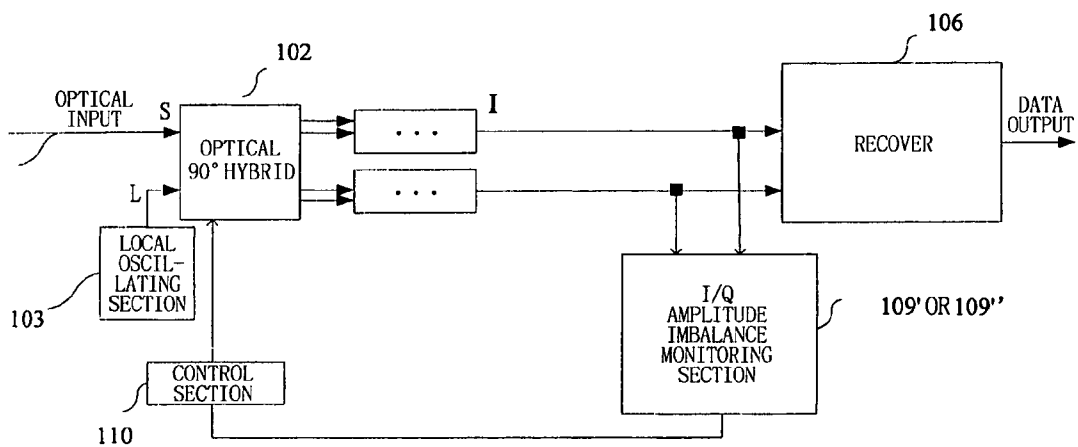 106
102
OPTICAL
INPUT
S
I
DATA
OUTPUT
OPTICAL
90° HYBRID
• • •
RECOVER
L
• • •
LOCAL
OSCIL-
LATING
SECTION
103
I/Q
AMPLITUDE
IMBALANCE
MONITORING
SECTION
109' OR 109''
CONTROL
SECTION
110